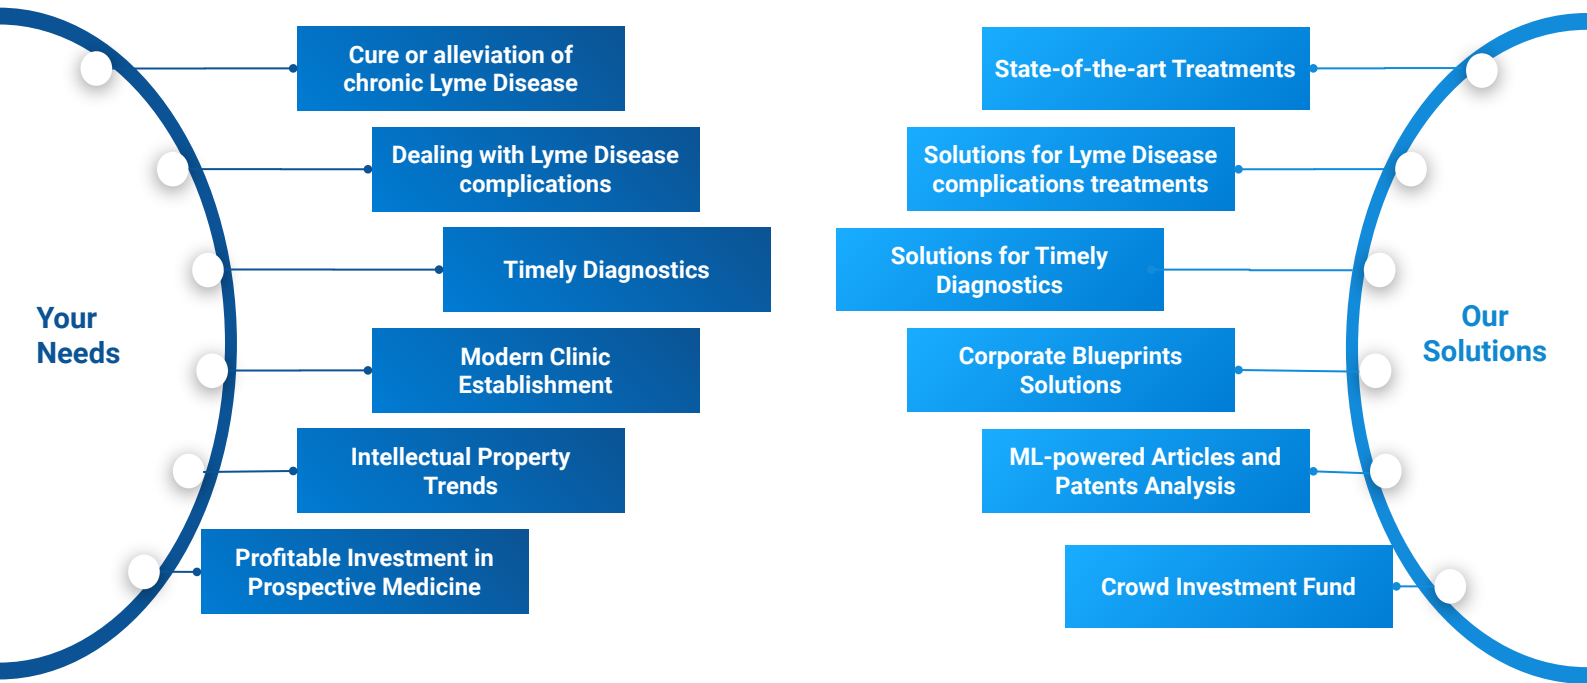 Your
Needs
Cure or alleviation of
chronic Lyme Disease
Dealing with Lyme Disease
complications
Timely Diagnostics
Modern Clinic
Establishment
Intellectual Property
Trends
Profitable Investment in
Prospective Medicine
State-of-the-art Treatments
Solutions for Lyme Disease
complications treatments
Solutions for Timely
Diagnostics
Corporate Blueprints
Solutions
ML-powered Articles and
Patents Analysis
Crowd Investment Fund
Our
Solutions